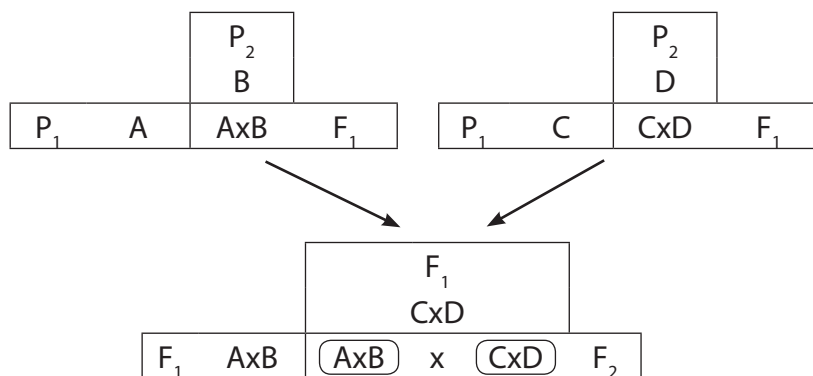 P₂
B
P₁ A AxB F₁
P₂
D
P₁ C CxD F₁
F₁
CxD
F₁ AxB AxB x CxD F₂